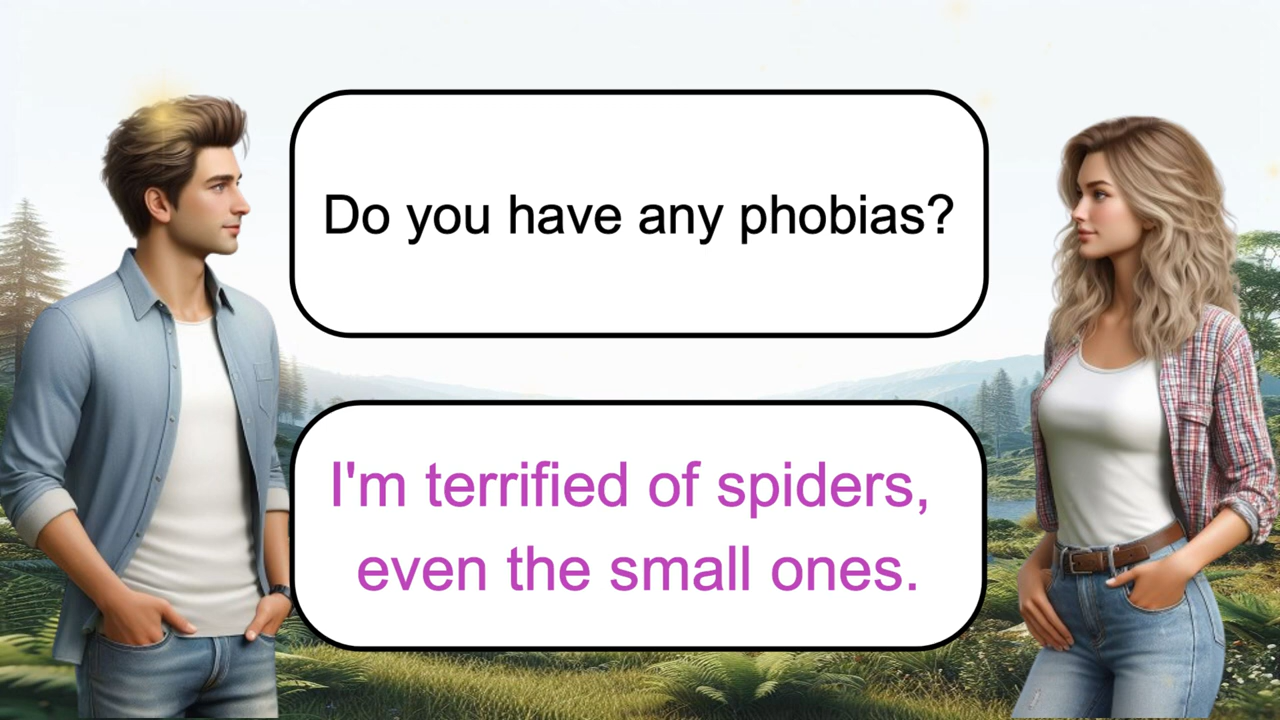 Do you have any phobias?
I'm terrified of spiders,
even the small ones.